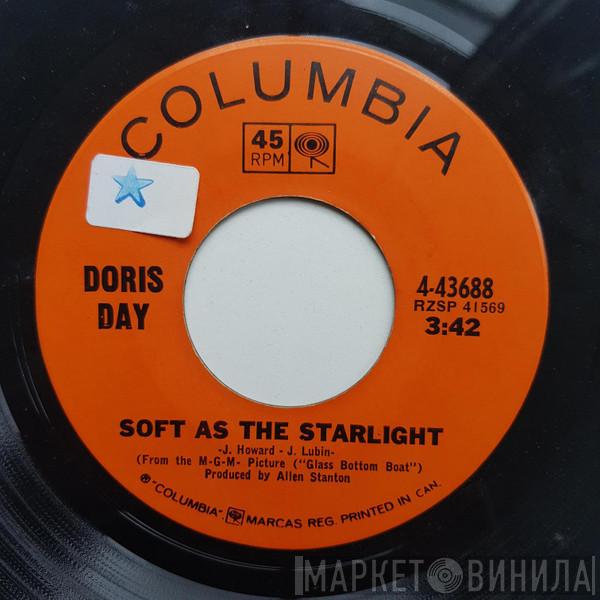 COLUMBIA
45
RPM
DORIS
DAY
4-43688
RZSP 41569
3:42
SOFT AS THE STARLIGHT
-J. Howard - J. Lubin-
(From the M-G-M- Picture ("Glass Bottom Boat")
Produced by Allen Stanton
® "COLUMBIA", MARCAS REG. PRINTED IN CAN.
МАРКЕТ ВИНИЛА